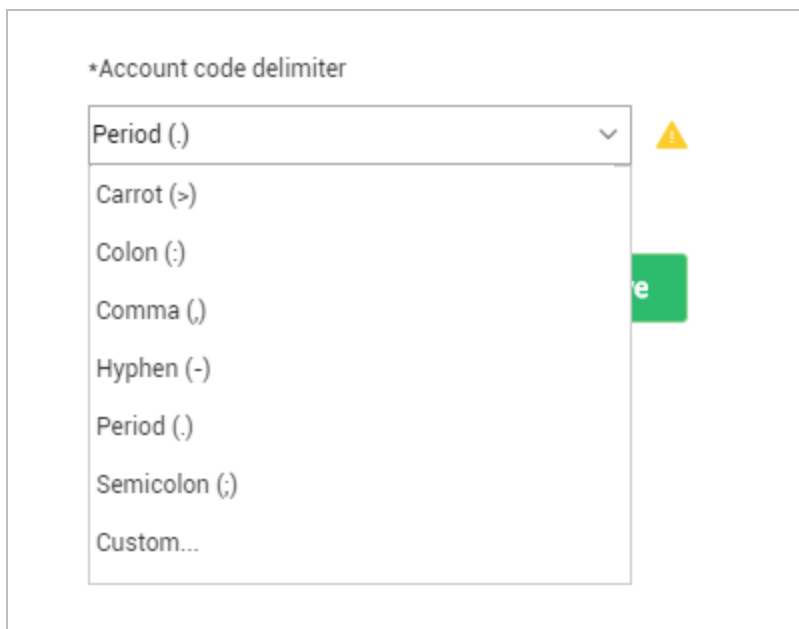 *Account code delimiter
Period (.)
Carrot (>)
Colon (:)
Comma (,)
Hyphen (-)
Period (.)
Semicolon (;)
Custom...